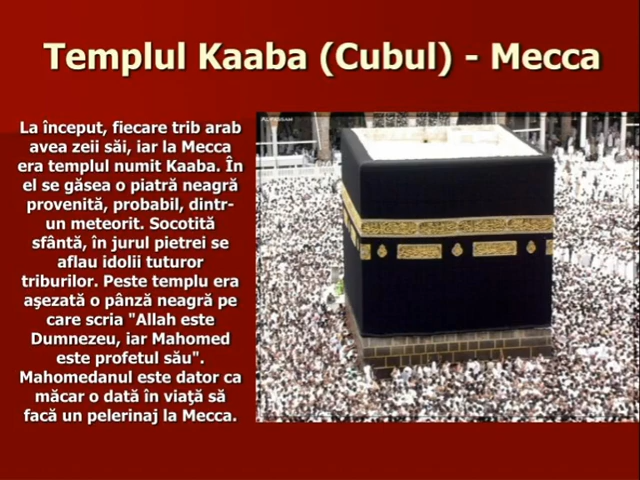 Templul Kaaba (Cubul) - Mecca
La început, fiecare trib arab
avea zeii săi, iar la Mecca
era templul numit Kaaba. În
el se găsea o piatră neagră
provenită, probabil, dintr-
un meteorit. Socotită
sfântă, în jurul pietrei se
aflau idolii tuturor
triburilor. Peste templu era
aşezată o pânză neagră pe
care scria "Allah este
Dumnezeu, iar Mahomed
este profetul său".
Mahomedanul este dator ca
măcar o dată în viaţă să
facă un pelerinaj la Mecca.